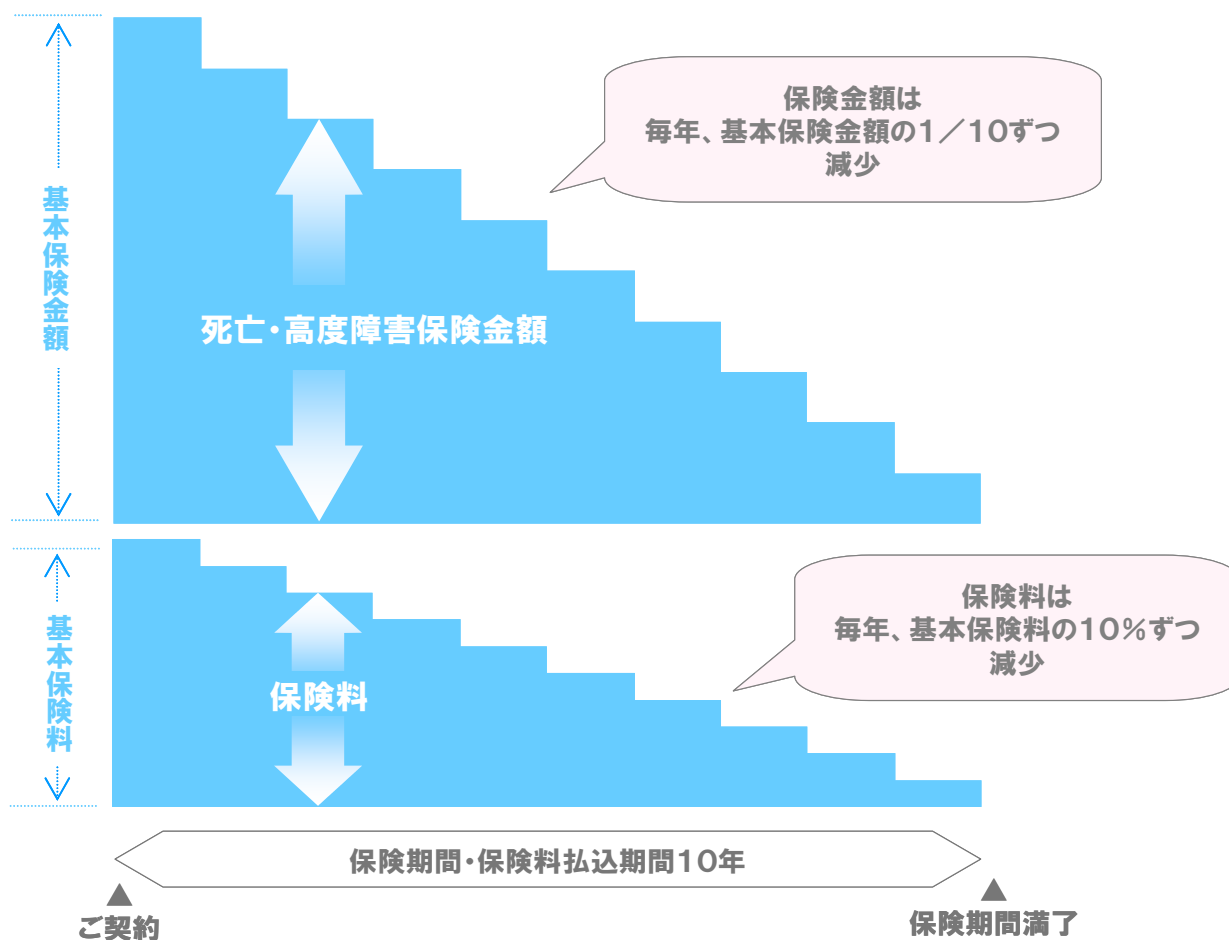 基本保険金額
保険金額は
毎年、基本保険金額の1/10ずつ
減少
死亡・高度障害保険金額
基本保険料
保険料は
毎年、基本保険料の10%ずつ
減少
保険料
保険期間・保険料払込期間10年
ご契約
保険期間満了